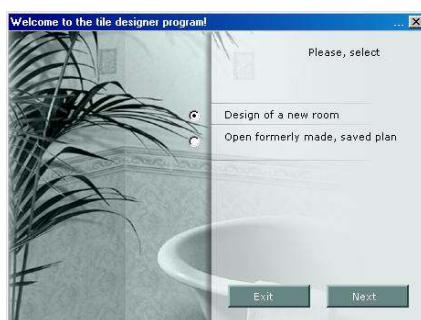 Welcome to the tile designer program!
...
Please, select
Design of a new room
Open formerly made, saved plan
Exit
Next